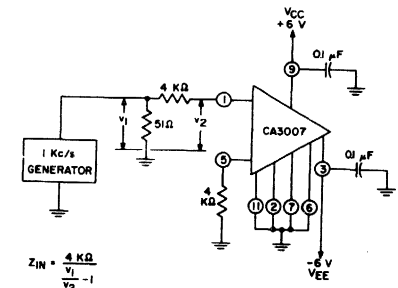 VCC
+6 V
0.1 µF
9
4 KΩ
1
v1
51Ω
v2
CA3007
1 Kc/s
GENERATOR
5
3
0.1 µF
4
KΩ
11
2
7
6
-6 V
VEE
ZIN = 4 KΩ
v1
v2 -1